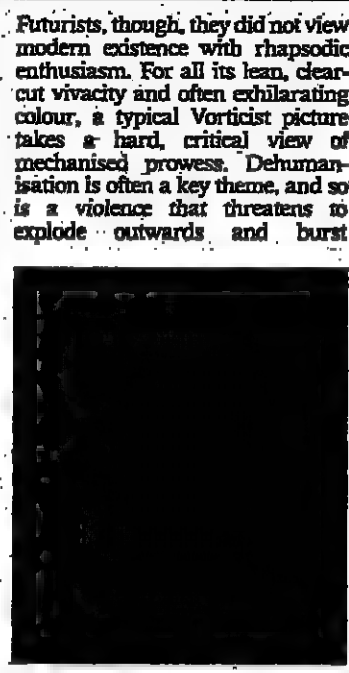 Futurists, though, they did not view
modern existence with rhapsodic
enthusiasm. For all its lean, clear-
cut vivacity and often exhilarating
colour, a typical Vorticist picture
takes a hard, critical view of
mechanised prowess. Dehuman-
isation is often a key theme, and so
is a violence that threatens to
explode outwards and burst